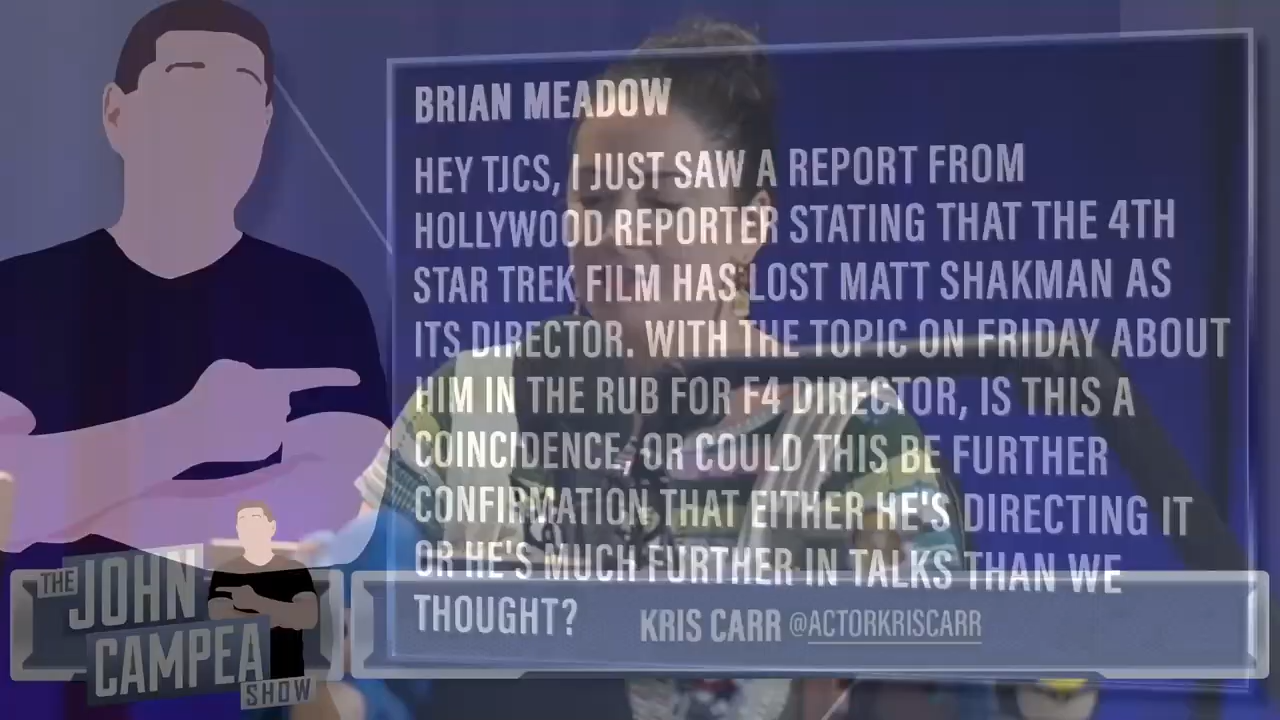 BRIAN MEADOW
HEY TJCS, I JUST SAW A REPORT FROM
HOLLYWOOD REPORTER STATING THAT THE 4TH
STAR TREK FILM HAS LOST MATT SHAKMAN AS
ITS DIRECTOR. WITH THE TOPIC ON FRIDAY ABOUT
HIM IN THE RUB FOR F4 DIRECTOR, IS THIS A
COINCIDENCE, OR COULD THIS BE FURTHER
CONFIRMATION THAT EITHER HE'S DIRECTING IT
OR HE'S MUCH FURTHER IN TALKS THAN WE
THOUGHT?
KRIS CARR @ACTORKRISCARR
THE
JOHN
CAMPEA
SHOW